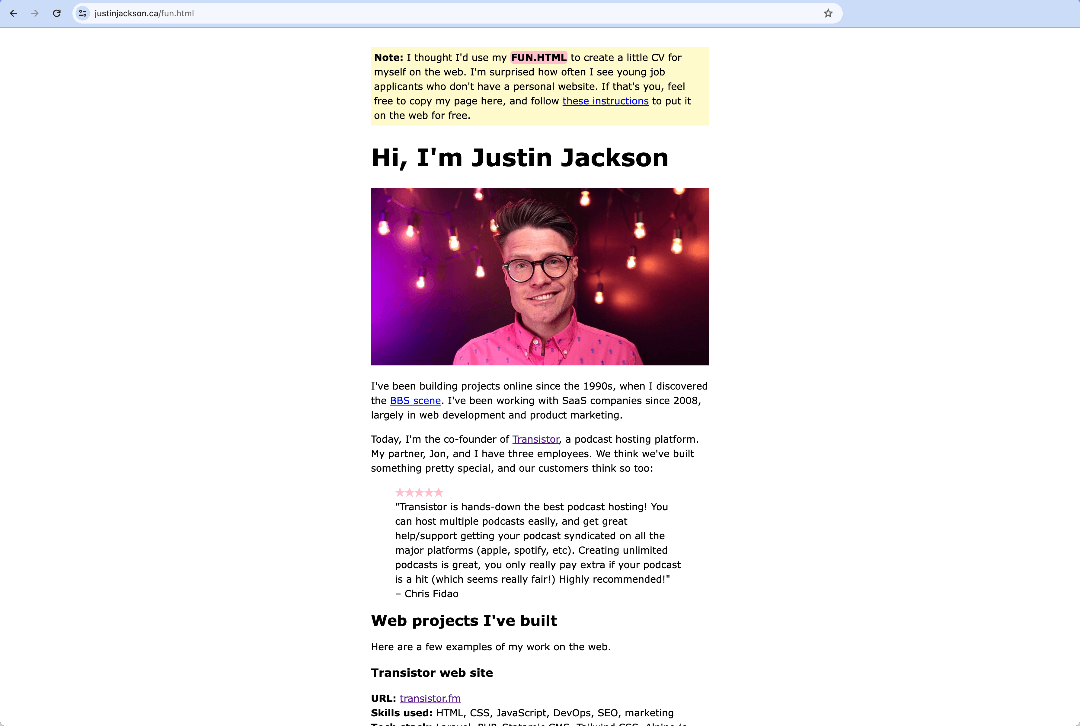 justinjackson.ca/fun.html
Note: I thought I'd use my FUN.HTML to create a little CV for
myself on the web. I'm surprised how often I see young job
applicants who don't have a personal website. If that's you, feel
free to copy my page here, and follow these instructions to put it
on the web for free.
Hi, I'm Justin Jackson
I've been building projects online since the 1990s, when I discovered
the BBS scene. I've been working with SaaS companies since 2008,
largely in web development and product marketing.
Today, I'm the co-founder of Transistor, a podcast hosting platform.
My partner, Jon, and I have three employees. We think we've built
something pretty special, and our customers think so too:
★★★★★
"Transistor is hands-down the best podcast hosting! You
can host multiple podcasts easily, and get great
help/support getting your podcast syndicated on all the
major platforms (apple, spotify, etc). Creating unlimited
podcasts is great, you only really pay extra if your podcast
is a hit (which seems really fair!) Highly recommended!"
– Chris Fidao
Web projects I've built
Here are a few examples of my work on the web.
Transistor web site
URL: transistor.fm
Skills used: HTML, CSS, JavaScript, DevOps, SEO, marketing